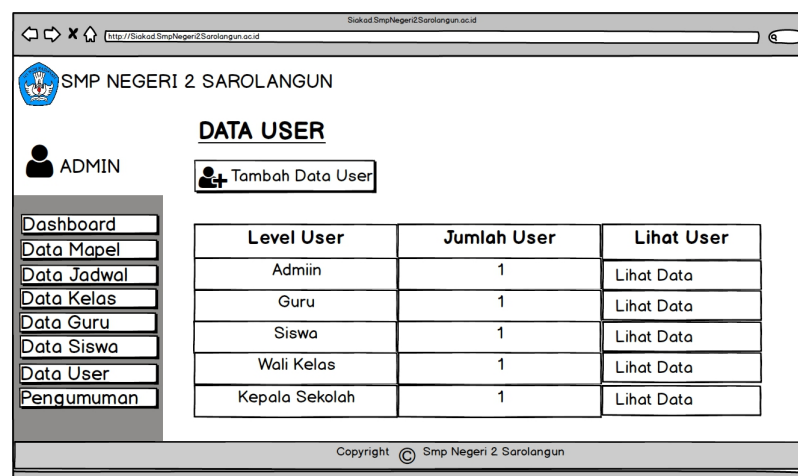 Siakad.SmpNegeri2Sarolangun.ac.id
http://Siakad.SmpNegeri2Sarolangun.ac.id
SMP NEGERI 2 SAROLANGUN
ADMIN
Dashboard
Data Mapel
Data Jadwal
Data Kelas
Data Guru
Data Siswa
Data User
Pengumuman
DATA USER
Tambah Data User
Level User Jumlah User Lihat User
Admiin 1 Lihat Data
Guru 1 Lihat Data
Siswa 1 Lihat Data
Wali Kelas 1 Lihat Data
Kepala Sekolah 1 Lihat Data
Copyright © Smp Negeri 2 Sarolangun